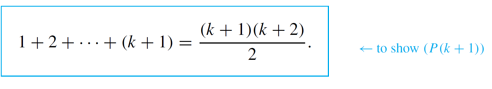 1 + 2 + ··· + (k + 1) = (k + 1)(k + 2) / 2 .
← to show (P(k + 1))